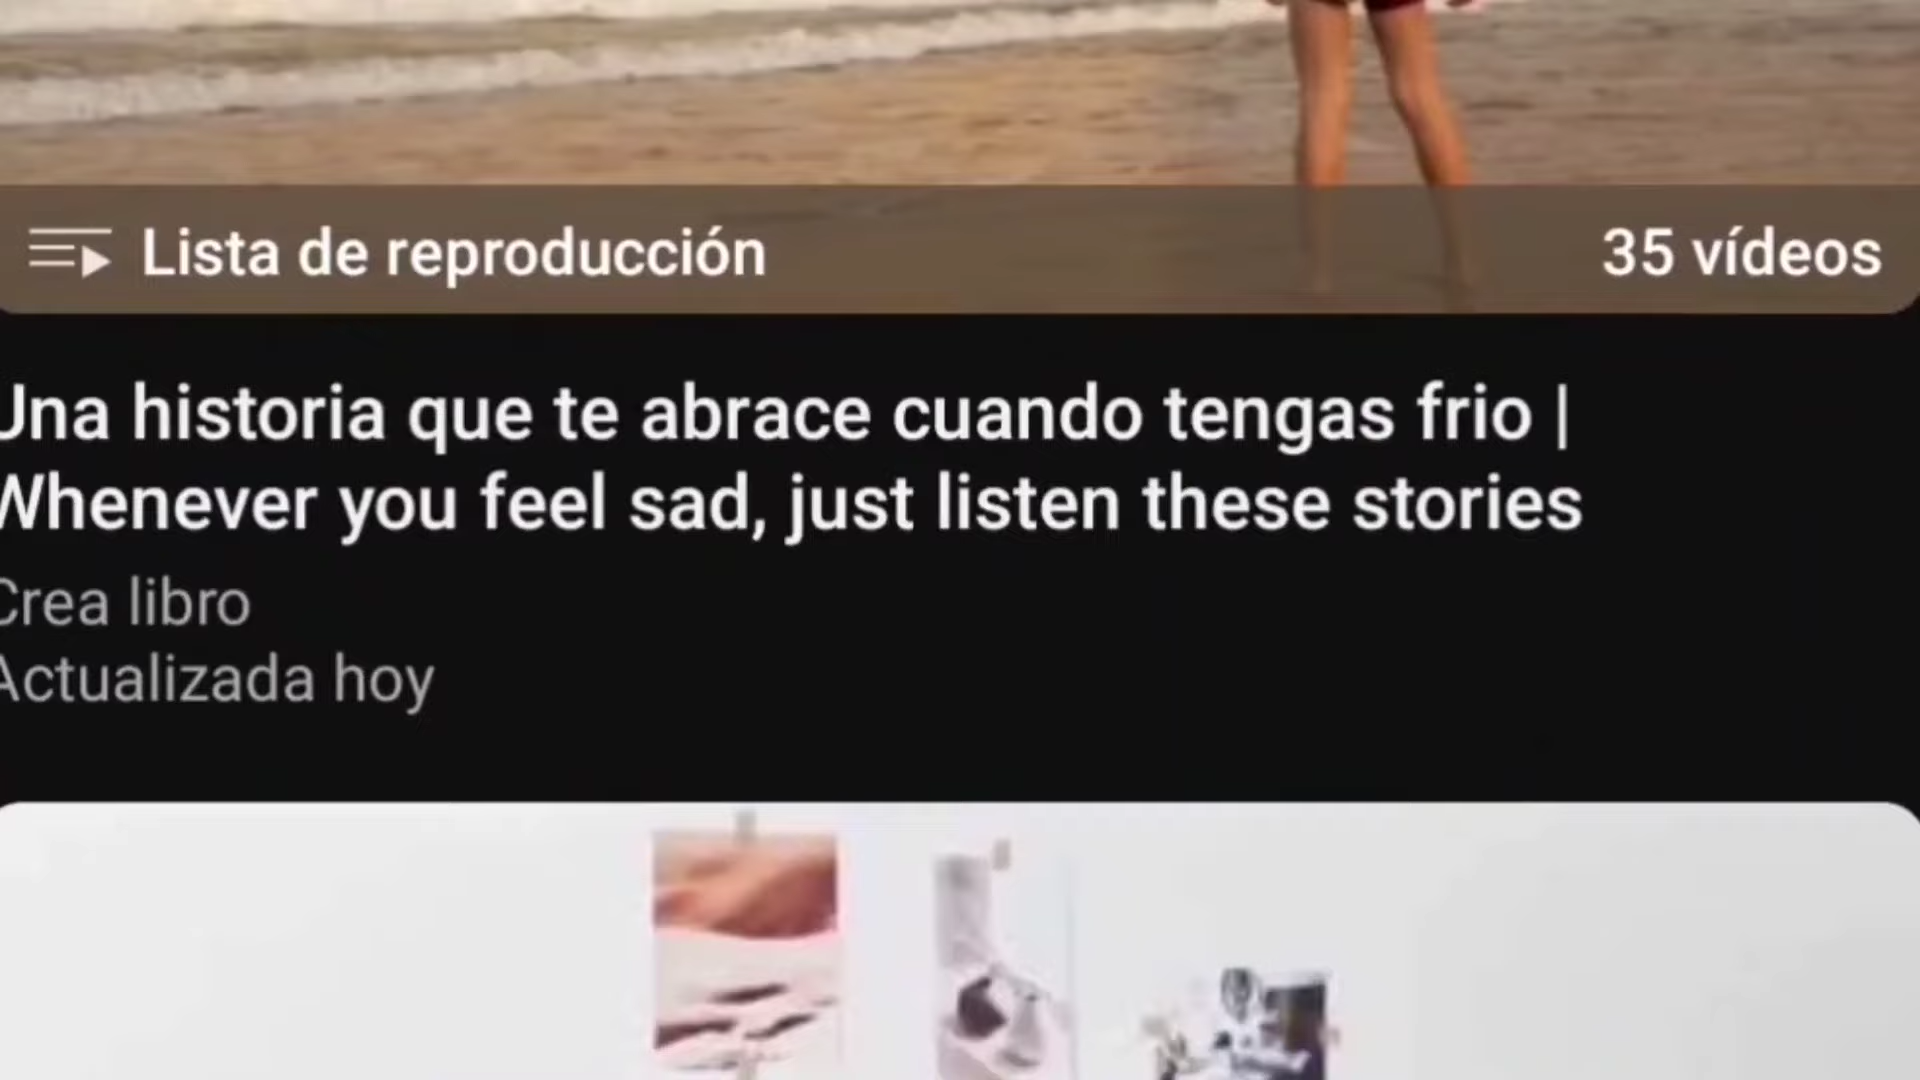 Lista de reproducción
35 vídeos
Una historia que te abrace cuando tengas frio |
Whenever you feel sad, just listen these stories
Crea libro
Actualizada hoy